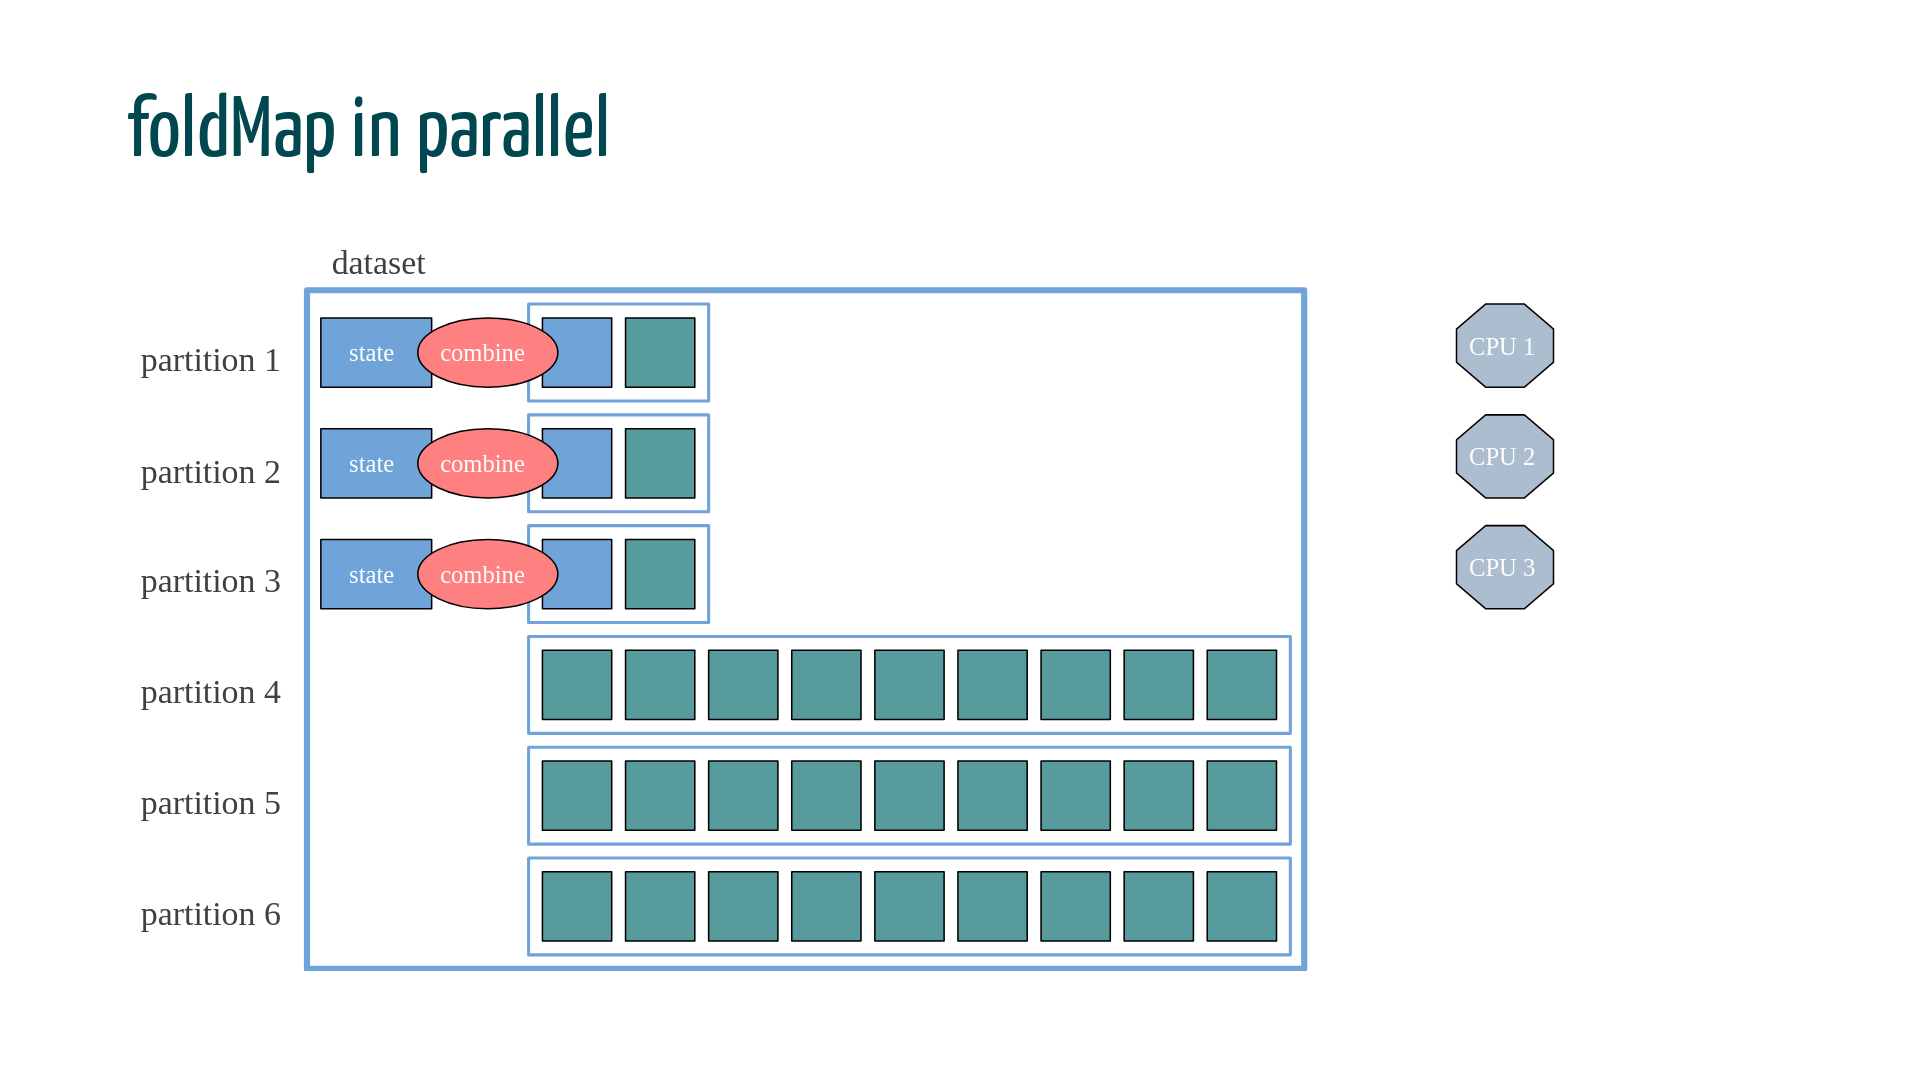 foldMap in parallel
dataset
partition 1
state
combine
CPU 1
partition 2
state
combine
CPU 2
partition 3
state
combine
CPU 3
partition 4
partition 5
partition 6